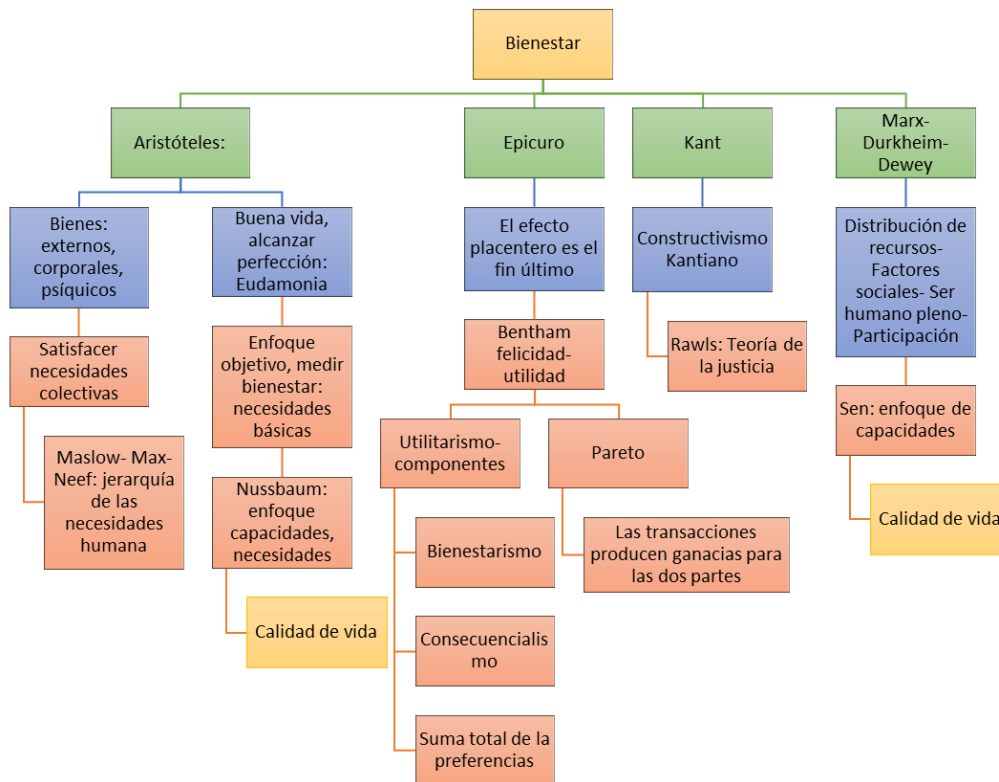 Bienestar
Aristóteles:
Epicuro
Kant
Marx-
Durkheim-
Dewey
Bienes:
externos,
corporales,
psíquicos
Buena vida,
alcanzar
perfección:
Eudamonia
El efecto
placentero es el
fin último
Constructivismo
Kantiano
Distribución de
recursos-
Factores
sociales- Ser
humano pleno-
Participación
Satisfacer
necesidades
colectivas
Enfoque
objetivo, medir
bienestar:
necesidades
básicas
Bentham
felicidad-
utilidad
Rawls: Teoría de
la justicia
Sen: enfoque de
capacidades
Maslow- Max-
Neef: jerarquía
de las
necesidades
humana
Nussbaum:
enfoque
capacidades,
necesidades
Utilitarismo-
componentes
Pareto
Calidad de vida
Bienestarismo
Las transacciones
producen ganacias para
las dos partes
Calidad de vida
Consecuencialis
mo
Suma total de la
preferencias